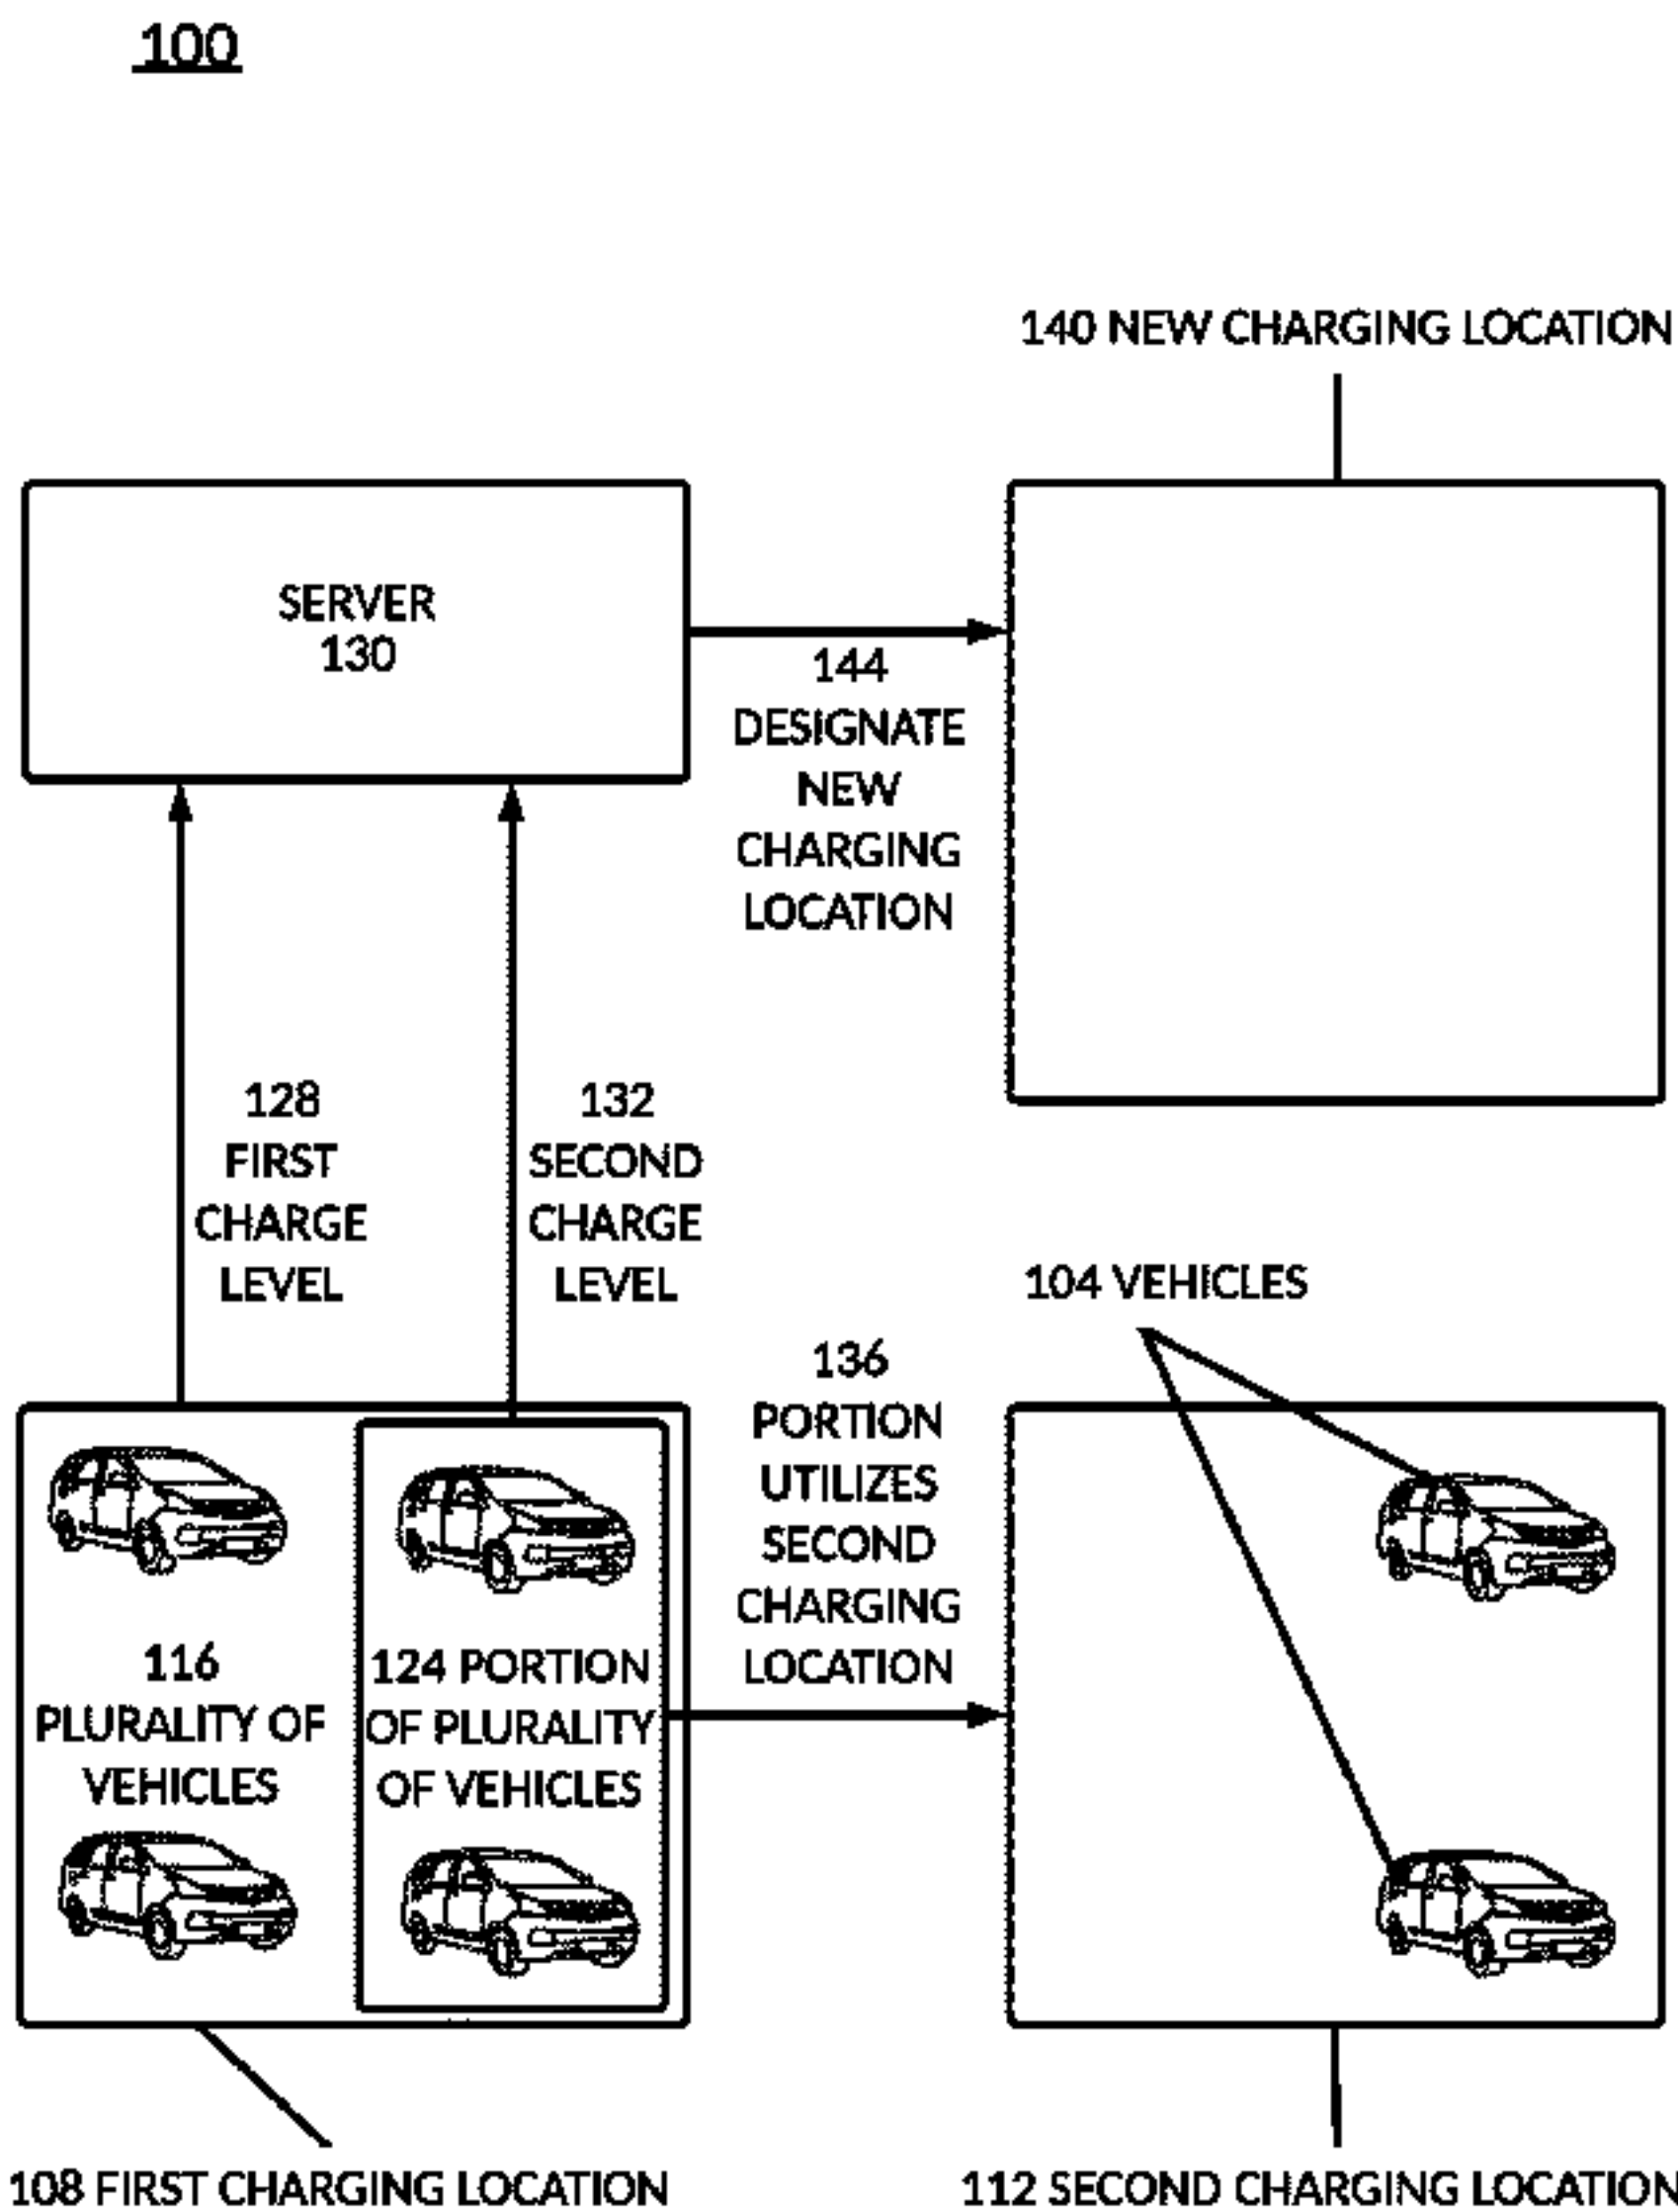 100
140 NEW CHARGING LOCATION
SERVER
130
144
DESIGNATE
NEW
CHARGING
LOCATION
128
FIRST
CHARGE
LEVEL
132
SECOND
CHARGE
LEVEL
104 VEHICLES
136
PORTION
UTILIZES
SECOND
CHARGING
LOCATION
116
PLURALITY OF
VEHICLES
124 PORTION
OF PLURALITY
OF VEHICLES
108 FIRST CHARGING LOCATION
112 SECOND CHARGING LOCATION